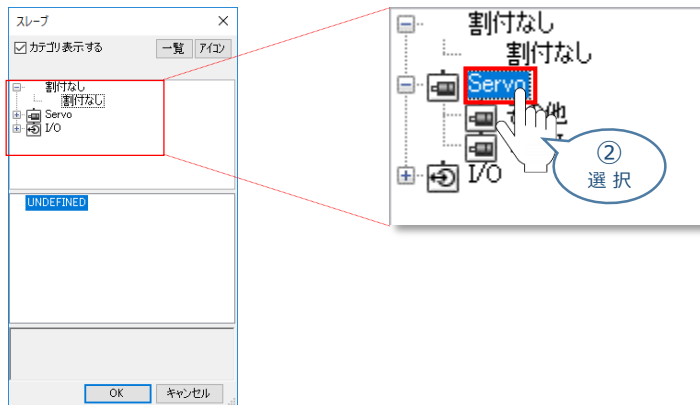 スレーブ
カテゴリ表示する
一覧
アイコン
割付なし
割付なし
Servo
I/O
UNDEFINED
OK
キャンセル
割付なし
割付なし
Servo
他
I/O
②
選 択